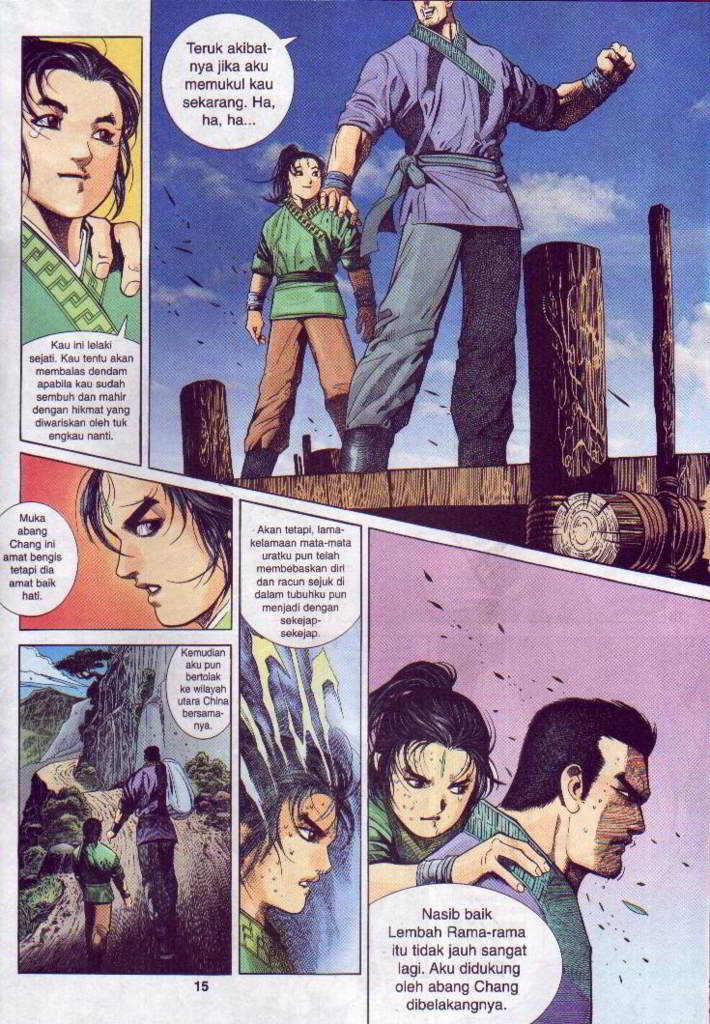 Teruk akibat-
nya jika aku
memukul kau
sekarang. Ha,
ha, ha...
Kau ini lelaki
sejati. Kau tentu akan
membalas dendam
apabila kau sudah
sembuh dan mahir
dengan hikmat yang
diwariskan oleh tuk
engkau nanti.
Muka
abang
Chang ini
amat bengis
tetapi dia
amat baik
hati.
Kemudian
aku pun
bertolak
ke wilayah
utara China
bersama-
nya.
Akan tetapi, lama-
kelamaan mata-mata
uratku pun telah
membebaskan diri
dan racun sejuk di
dalam tubuhku pun
menjadi dengan
sekejap-
sekejap.
Nasib baik
Lembah Rama-rama
itu tidak jauh sangat
lagi. Aku didukung
oleh abang Chang
dibelakangnya.
15